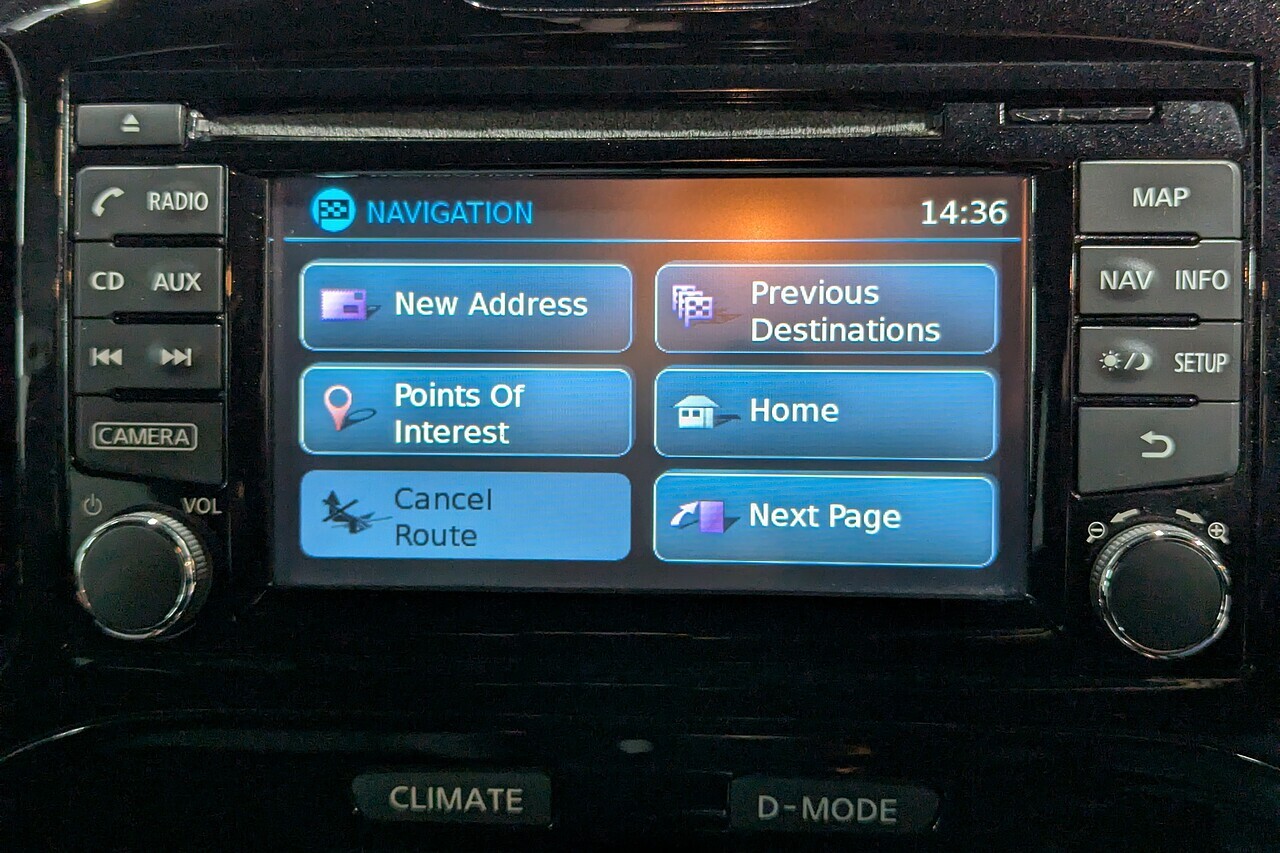 RADIO
CD AUX
CAMERA
VOL
NAVIGATION
14:36
New Address
Previous
Destinations
Points Of
Interest
Home
Cancel
Route
Next Page
MAP
NAV INFO
SETUP
CLIMATE
D-MODE